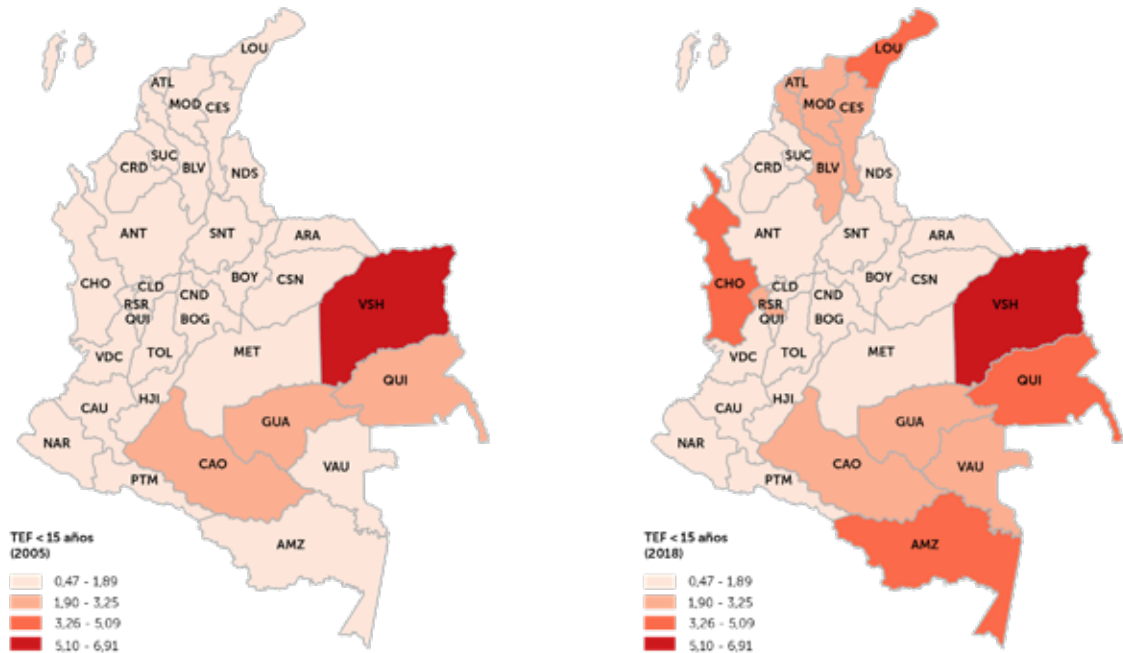 LOU
ATL
MOD
CES
SUC
CRD
BLV
NDS
ANT
SNT
ARA
CHO
CLD
BOY
CSN
RSR
CND
QUI
BOG
VSH
VDC
TOL
MET
QUI
CAU
HJI
GUA
NAR
CAO
VAU
PTM
AMZ
TEF < 15 años
(2005)
0,47 - 1,89
1,90 - 3,25
3,26 - 5,09
5,10 - 6,91
LOU
ATL
MOD
CES
SUC
CRD
BLV
NDS
ANT
SNT
ARA
CHO
CLD
BOY
CSN
RSR
CND
QUI
BOG
VSH
VDC
TOL
MET
QUI
CAU
HJI
GUA
NAR
CAO
VAU
PTM
AMZ
TEF < 15 años
(2018)
0,47 - 1,89
1,90 - 3,25
3,26 - 5,09
5,10 - 6,91